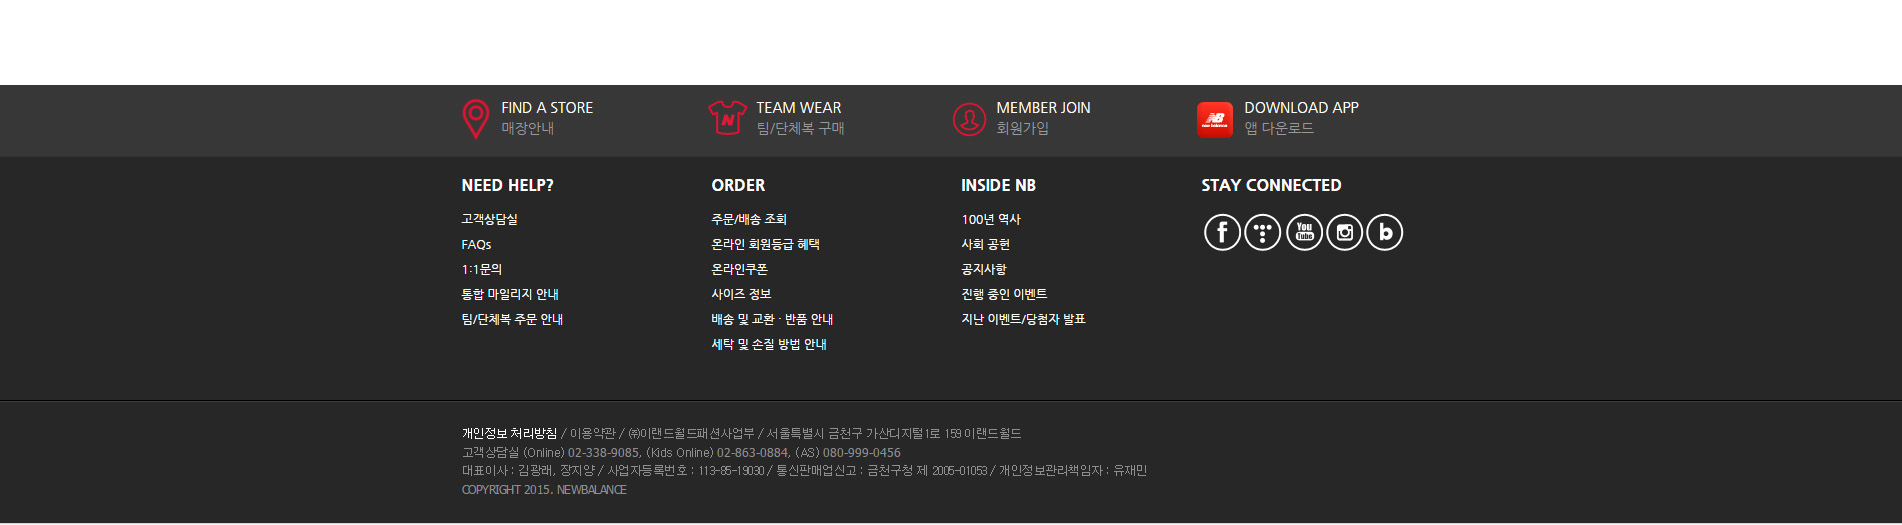 FIND A STORE
매장안내
TEAM WEAR
팀/단체복 구매
MEMBER JOIN
회원가입
NB
new balance
DOWNLOAD APP
앱 다운로드
NEED HELP?
고객상담실
FAQs
1:1문의
통합 마일리지 안내
팀/단체복 주문 안내
ORDER
주문/배송 조회
온라인 회원등급 혜택
온라인쿠폰
사이즈 정보
배송 및 교환 · 반품 안내
세탁 및 손질 방법 안내
INSIDE NB
100년 역사
사회 공헌
공지사항
진행 중인 이벤트
지난 이벤트/당첨자 발표
STAY CONNECTED
f
You
Tube
b
개인정보 처리방침 / 이용약관 / ㈜이랜드월드패션사업부 / 서울특별시 금천구 가산디지털1로 159 이랜드월드
고객상담실 (Online) 02-338-9085, (Kids Online) 02-863-0884, (AS) 080-999-0456
대표이사 : 김광래, 장지양 / 사업자등록번호 : 113-85-19030 / 통신판매업신고 : 금천구청 제 2005-01053 / 개인정보관리책임자 : 유재민
COPYRIGHT 2015. NEWBALANCE